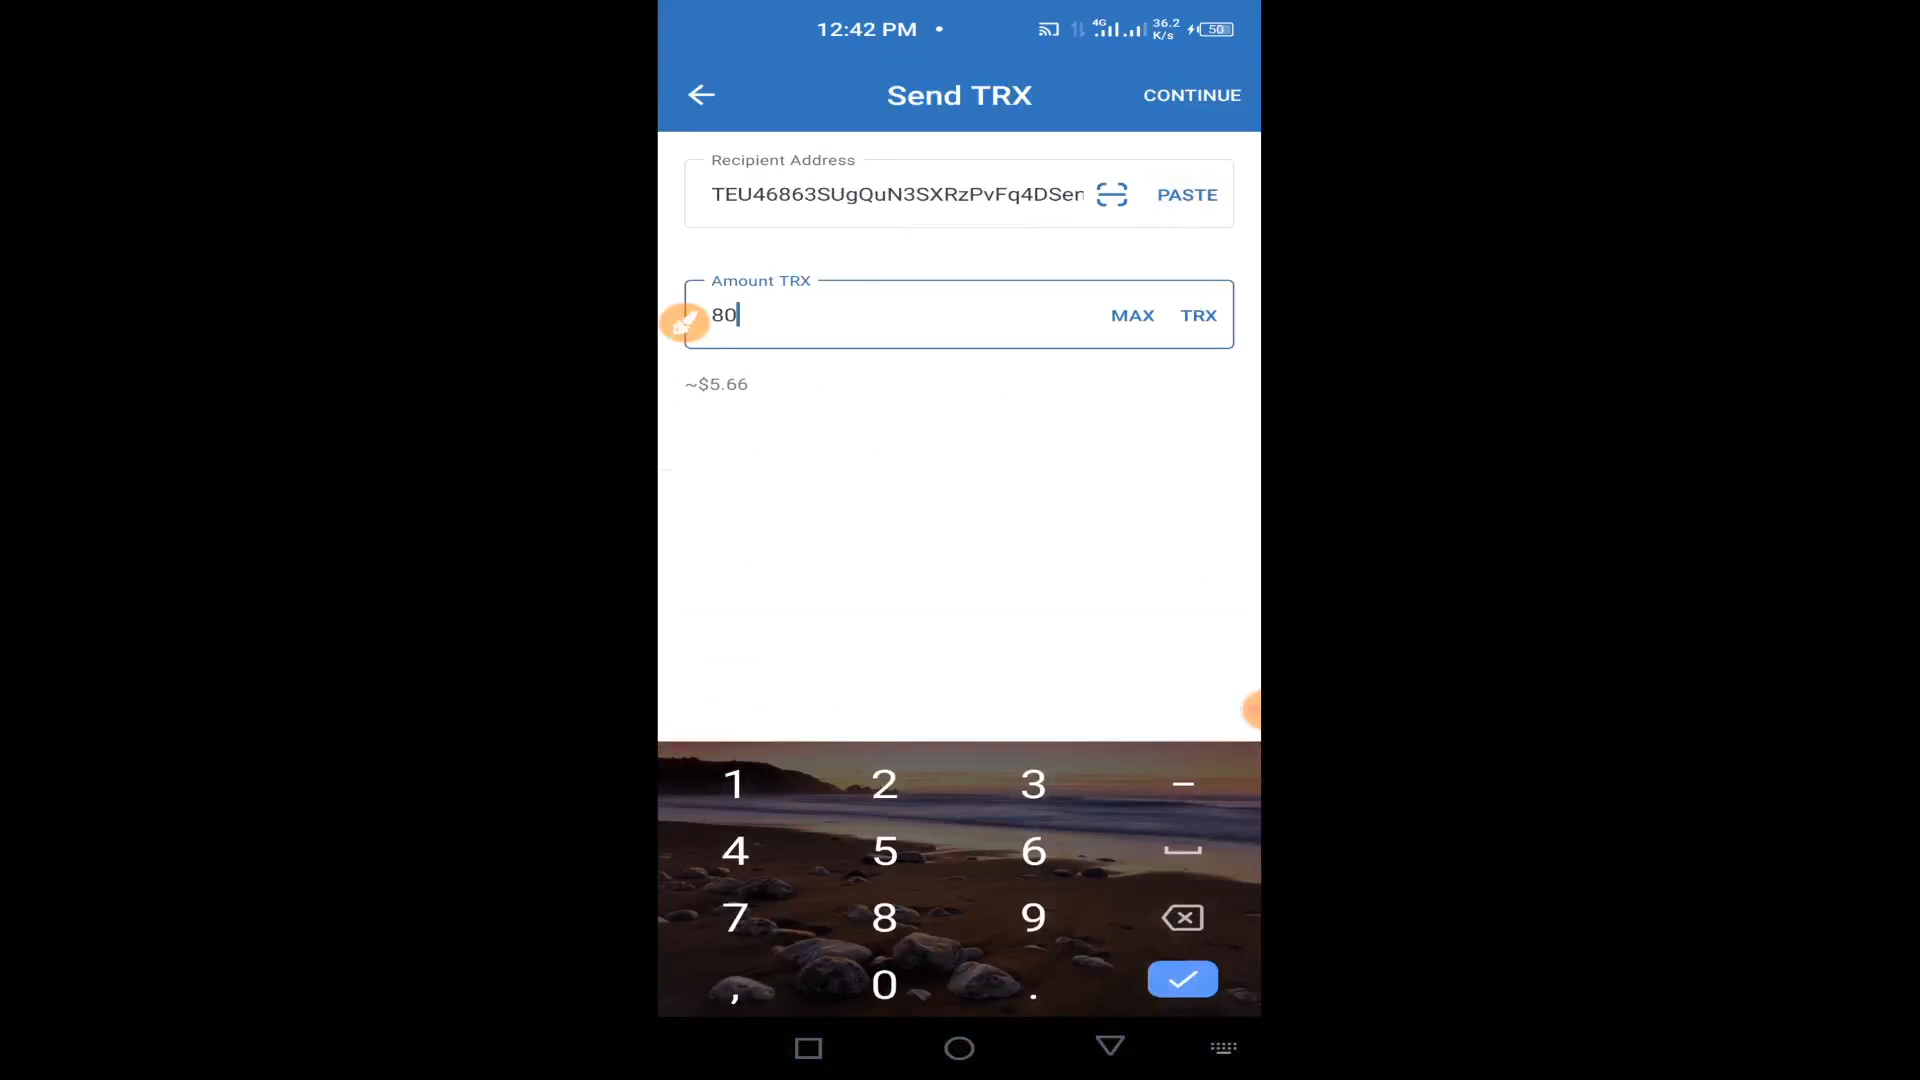 12:42 PM
4G
36.2
K/s
50
Send TRX
CONTINUE
Recipient Address
TEU46863SUgQuN3SXRzPvFq4DSen
PASTE
Amount TRX
80
MAX
TRX
~$5.66
1 2 3 –
4 5 6
7 8 9
, 0 .